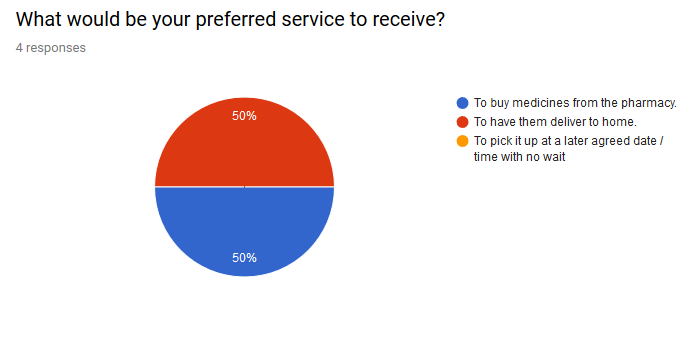 What would be your preferred service to receive?
4 responses
50%
50%
To buy medicines from the pharmacy.
To have them deliver to home.
To pick it up at a later agreed date /
time with no wait